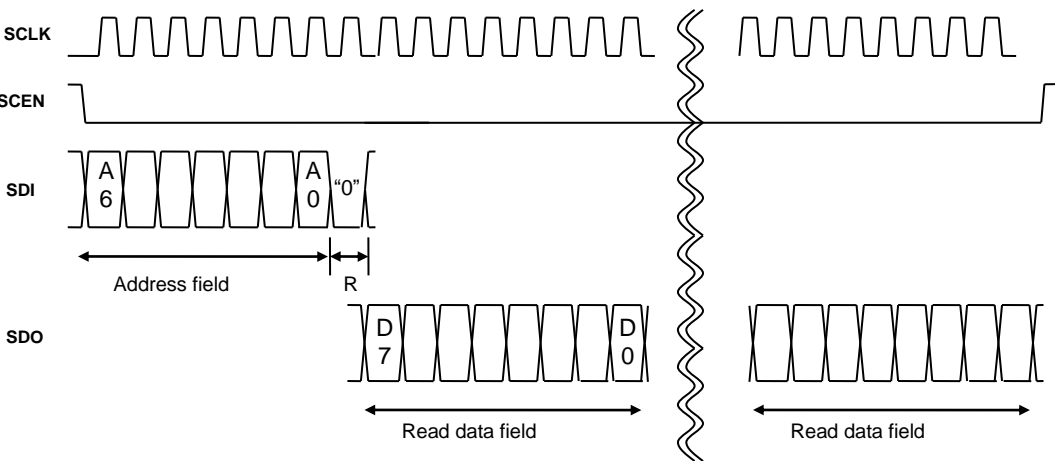 SCLK
SCEN
SDI
A
6
A
0
“0”
Address field
R
SDO
D
7
D
0
Read data field
Read data field